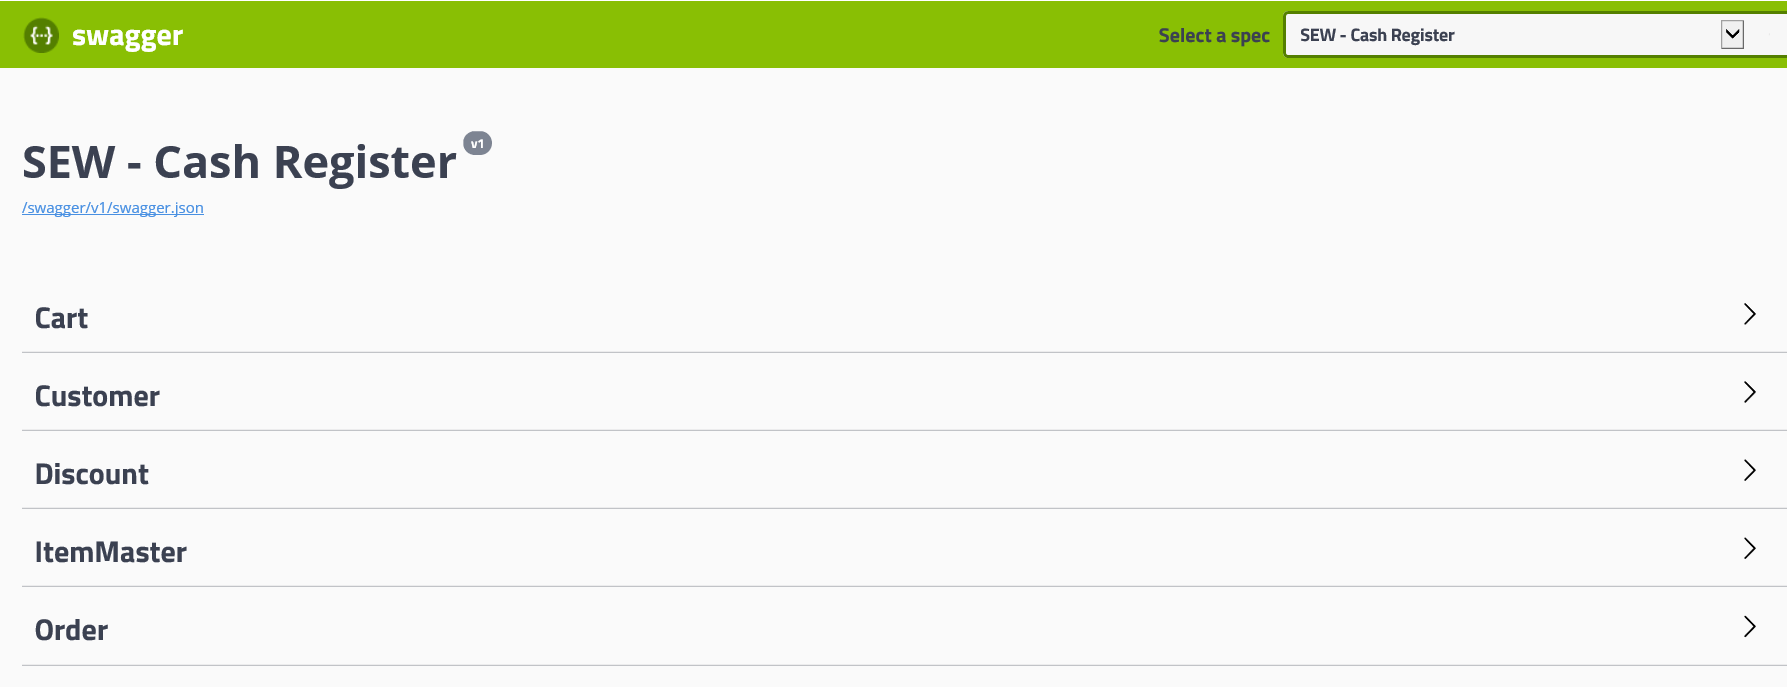 {··} swagger
Select a spec
SEW - Cash Register
SEW - Cash Register v1
/swagger/v1/swagger.json
Cart
Customer
Discount
ItemMaster
Order